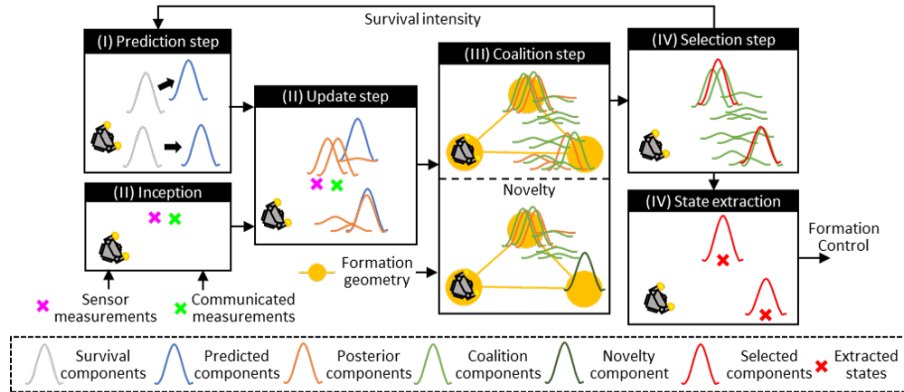 Survival intensity
(I) Prediction step
(II) Update step
(III) Coalition step
(IV) Selection step
(II) Inception
Novelty
(IV) State extraction
Formation
Control
Formation
geometry
Sensor
measurements
Communicated
measurements
Survival
components
Predicted
components
Posterior
components
Coalition
components
Novelty
component
Selected
components
Extracted
states